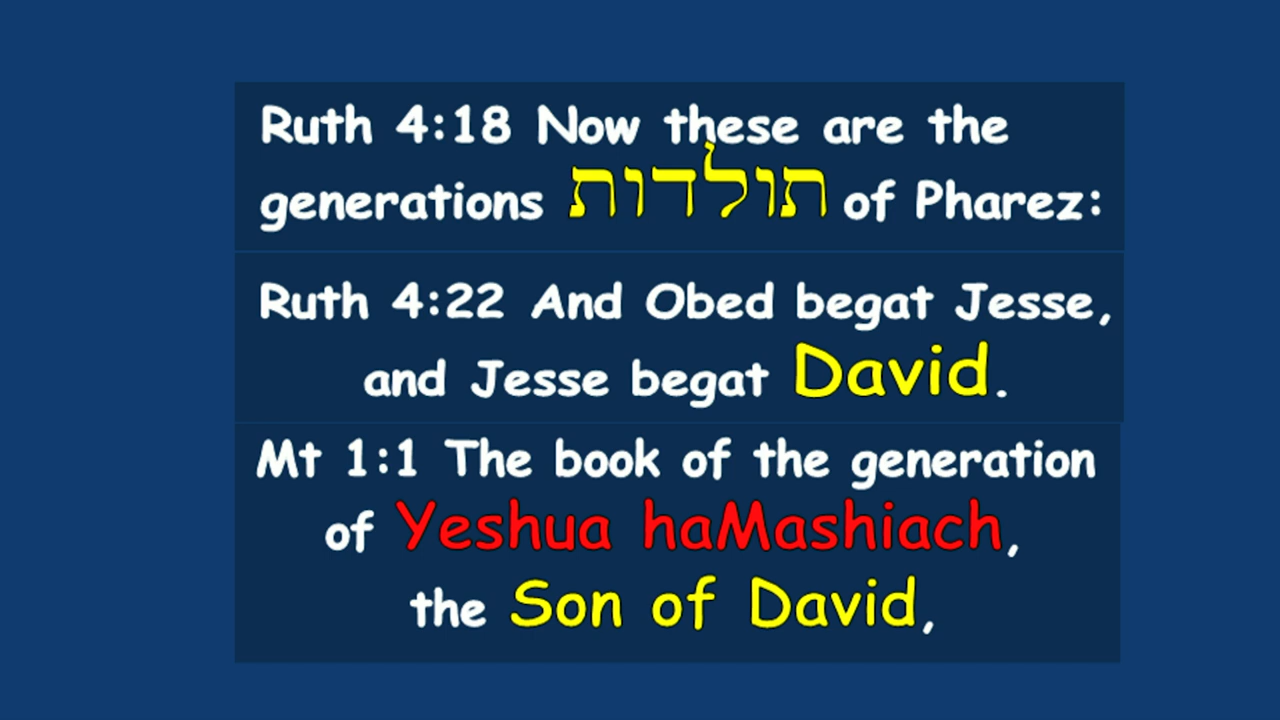 Ruth 4:18 Now these are the
generations תולדות of Pharez:
Ruth 4:22 And Obed begat Jesse,
and Jesse begat David.
Mt 1:1 The book of the generation
of Yeshua haMashiach,
the Son of David,